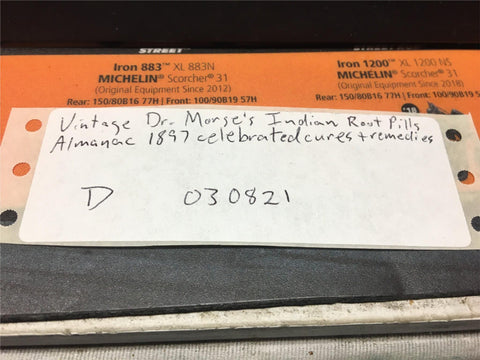 STREET
Iron 883™ XL 883N
MICHELIN® Scorcher® 31
(Original Equipment Since 2012)
Rear: 150/80B16 77H | Front: 100/90B19 57H
Iron 1200™ XL 1200 NS
MICHELIN® Scorcher® 31
(Original Equipment Since 2018)
Rear: 150/80B16 77H | Front: 100/90B19 57H
'18
Vintage Dr. Morse's Indian Root Pills
Almanac 1897 celebrated cures + remedies
D 030821